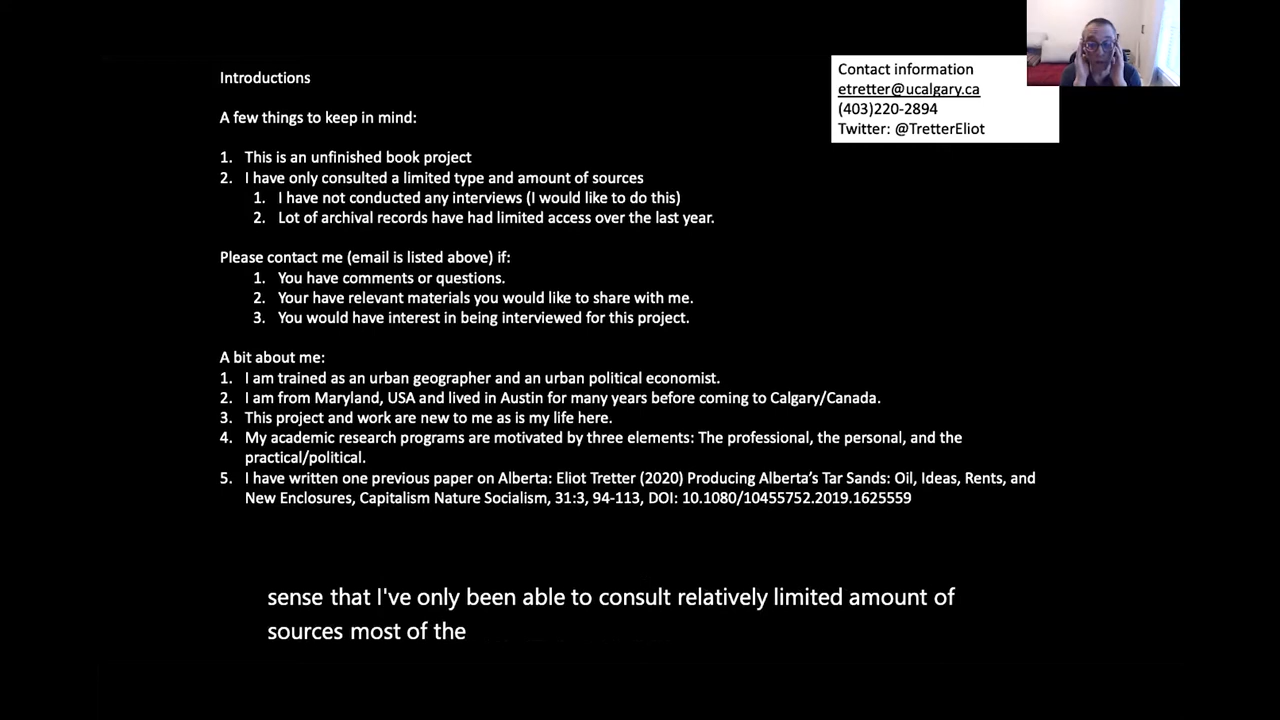 Introductions
Contact information
etretter@ucalgary.ca
(403)220-2894
Twitter: @TretterEliot
A few things to keep in mind:
1. This is an unfinished book project
2. I have only consulted a limited type and amount of sources
1. I have not conducted any interviews (I would like to do this)
2. Lot of archival records have had limited access over the last year.
Please contact me (email is listed above) if:
1. You have comments or questions.
2. Your have relevant materials you would like to share with me.
3. You would have interest in being interviewed for this project.
A bit about me:
1. I am trained as an urban geographer and an urban political economist.
2. I am from Maryland, USA and lived in Austin for many years before coming to Calgary/Canada.
3. This project and work are new to me as is my life here.
4. My academic research programs are motivated by three elements: The professional, the personal, and the
practical/political.
5. I have written one previous paper on Alberta: Eliot Tretter (2020) Producing Alberta’s Tar Sands: Oil, Ideas, Rents, and
New Enclosures, Capitalism Nature Socialism, 31:3, 94-113, DOI: 10.1080/10455752.2019.1625559
sense that I've only been able to consult relatively limited amount of
sources most of the